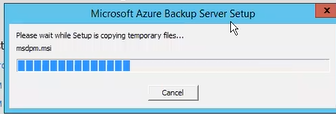 Microsoft Azure Backup Server Setup
x
Please wait while Setup is copying temporary files...
msdpm.msi
Cancel